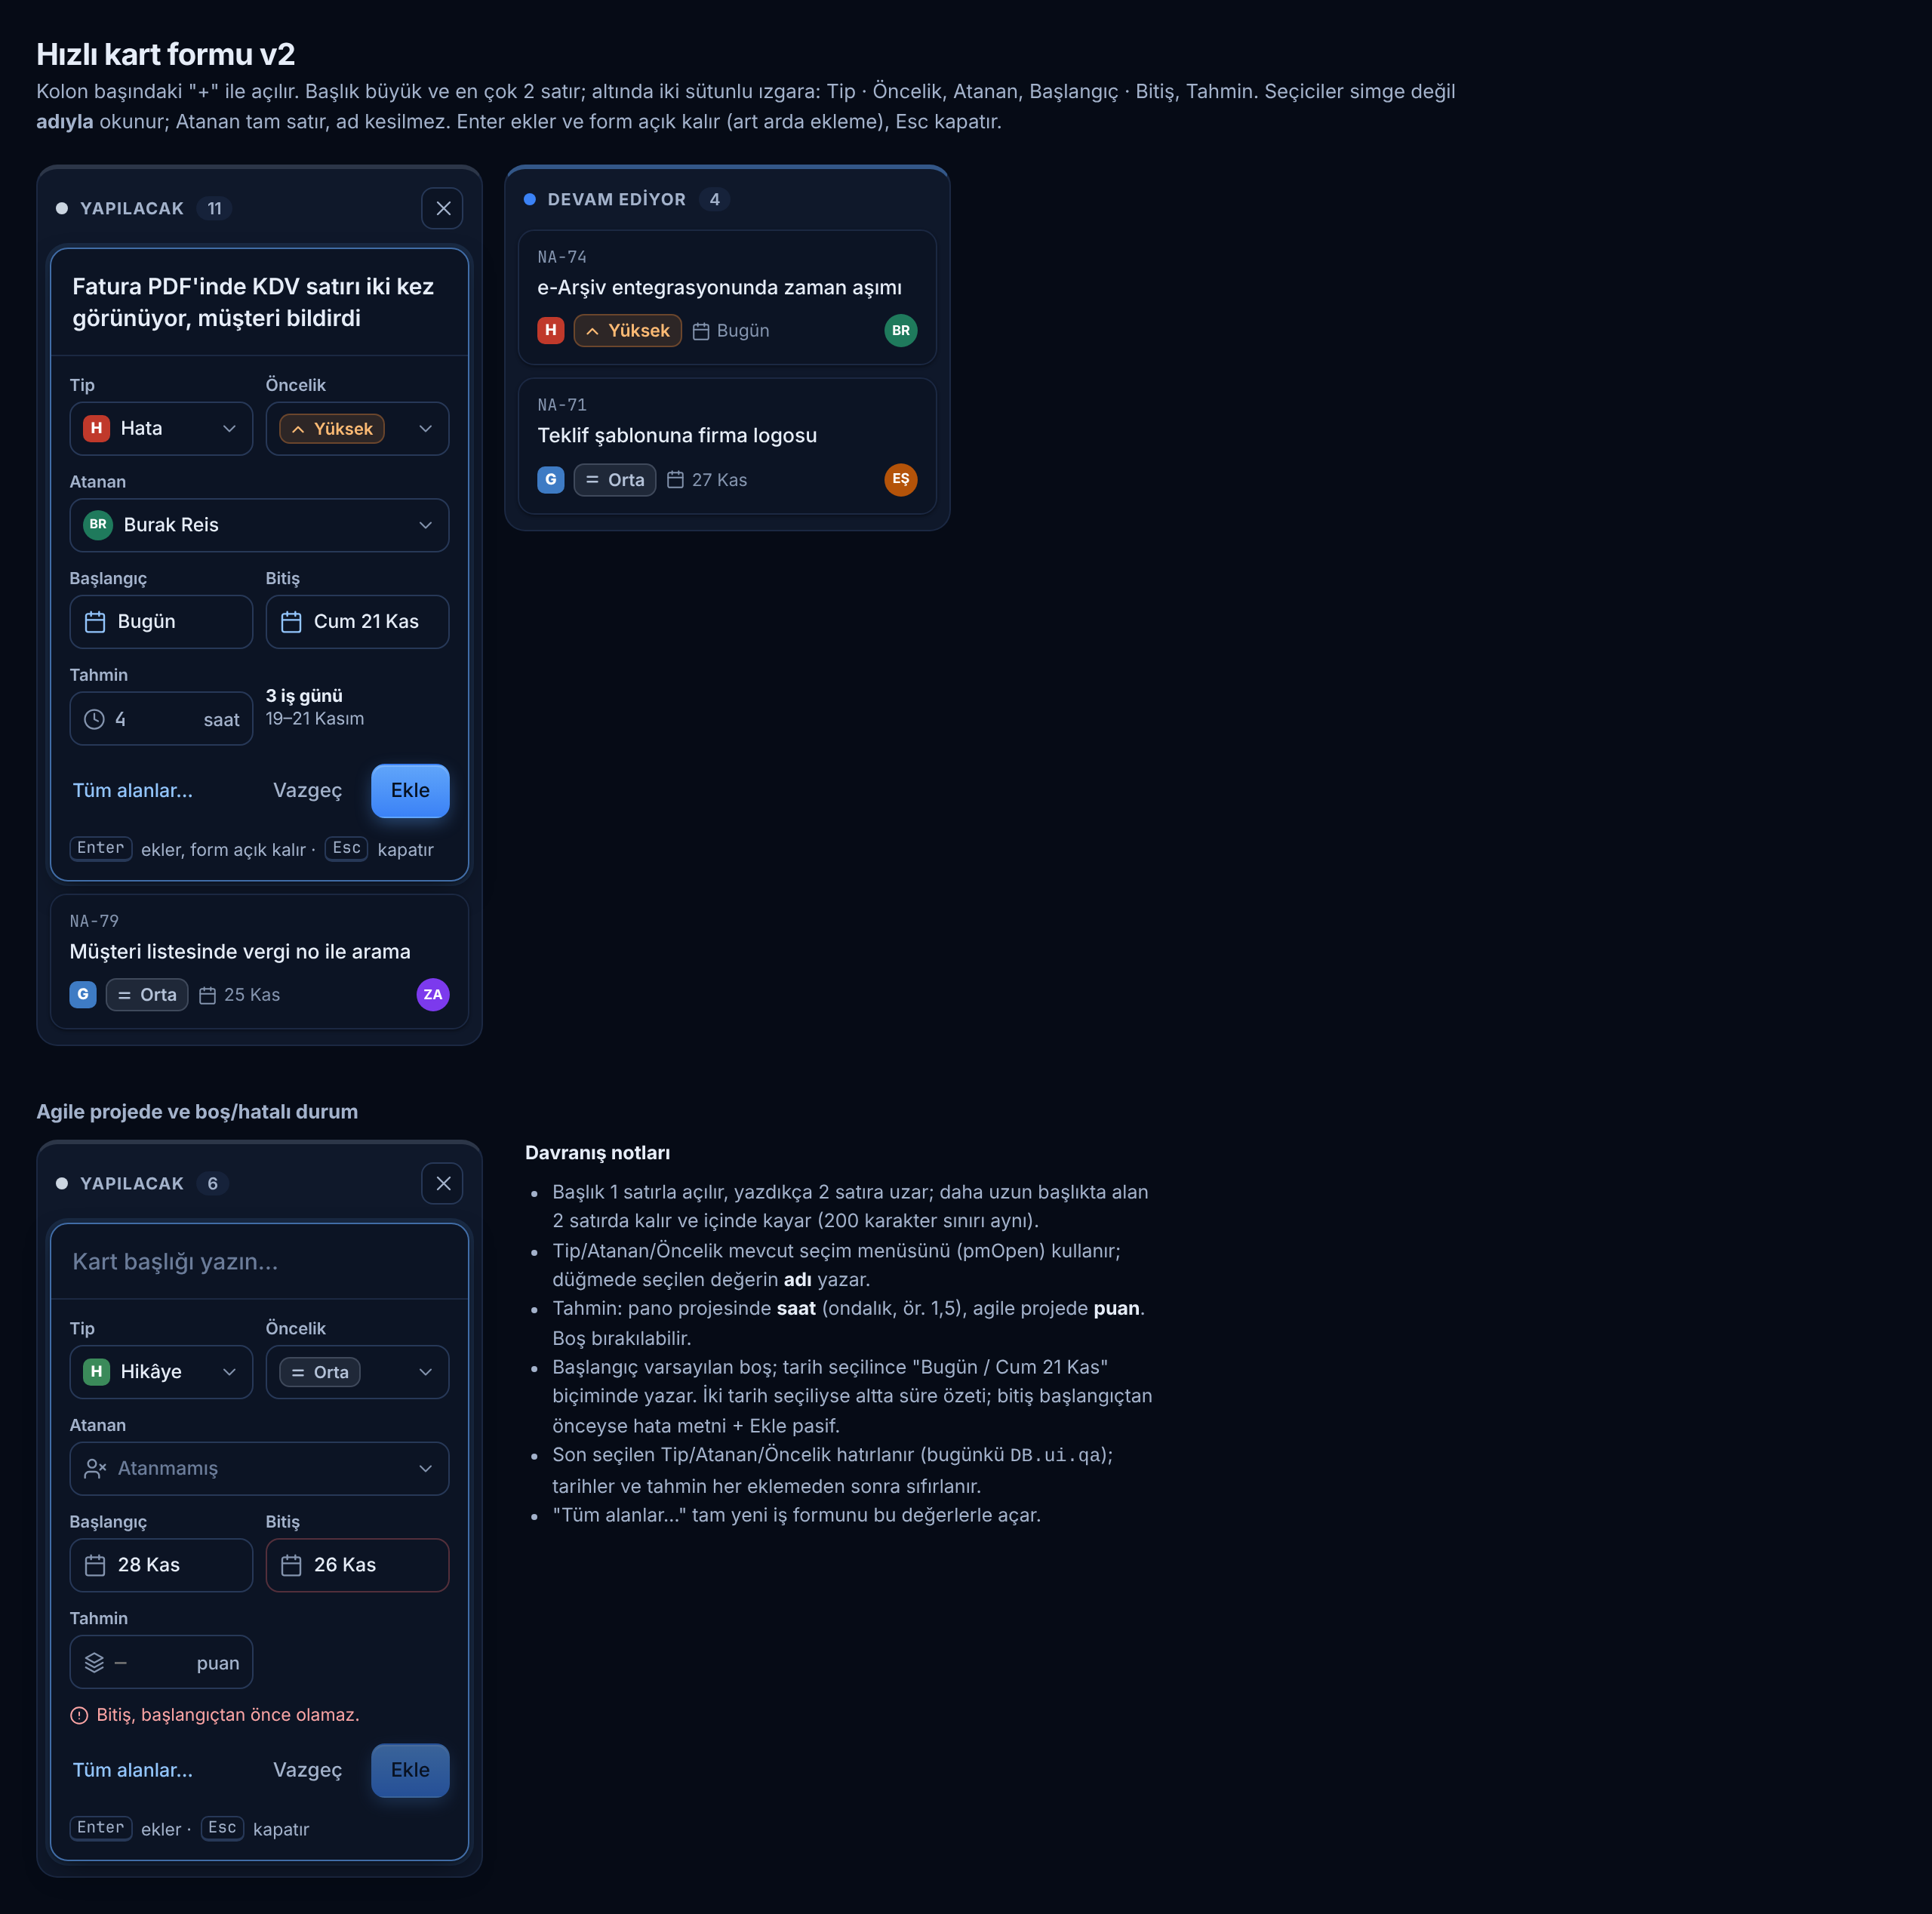 Hızlı kart formu v2
Kolon başındaki "+" ile açılır. Başlık büyük ve en çok 2 satır; altında iki sütunlu ızgara: Tip · Öncelik, Atanan, Başlangıç · Bitiş, Tahmin. Seçiciler simge değil
adıyla okunur; Atanan tam satır, ad kesilmez. Enter ekler ve form açık kalır (art arda ekleme), Esc kapatır.
YAPILACAK 11
Fatura PDF'inde KDV satırı iki kez
görünüyor, müşteri bildirdi
Tip Öncelik
H Hata Yüksek
Atanan
BR Burak Reis
Başlangıç Bitiş
Bugün Cum 21 Kas
Tahmin
4 saat
3 iş günü
19–21 Kasım
Tüm alanlar... Vazgeç Ekle
Enter ekler, form açık kalır · Esc kapatır
NA-79
Müşteri listesinde vergi no ile arama
G Orta 25 Kas ZA
DEVAM EDİYOR 4
NA-74
e-Arşiv entegrasyonunda zaman aşımı
H Yüksek Bugün BR
NA-71
Teklif şablonuna firma logosu
G Orta 27 Kas EŞ
Agile projede ve boş/hatalı durum
YAPILACAK 6
Kart başlığı yazın...
Tip Öncelik
H Hikâye Orta
Atanan
Atanmamış
Başlangıç Bitiş
28 Kas 26 Kas
Tahmin
– puan
Bitiş, başlangıçtan önce olamaz.
Tüm alanlar... Vazgeç Ekle
Enter ekler · Esc kapatır
Davranış notları
• Başlık 1 satırla açılır, yazdıkça 2 satıra uzar; daha uzun başlıkta alan
2 satırda kalır ve içinde kayar (200 karakter sınırı aynı).
• Tip/Atanan/Öncelik mevcut seçim menüsünü (pmOpen) kullanır;
düğmede seçilen değerin adı yazar.
• Tahmin: pano projesinde saat (ondalık, ör. 1,5), agile projede puan.
Boş bırakılabilir.
• Başlangıç varsayılan boş; tarih seçilince "Bugün / Cum 21 Kas"
biçiminde yazar. İki tarih seçiliyse altta süre özeti; bitiş başlangıçtan
önceyse hata metni + Ekle pasif.
• Son seçilen Tip/Atanan/Öncelik hatırlanır (bugünkü DB.ui.qa);
tarihler ve tahmin her eklemeden sonra sıfırlanır.
• "Tüm alanlar..." tam yeni iş formunu bu değerlerle açar.